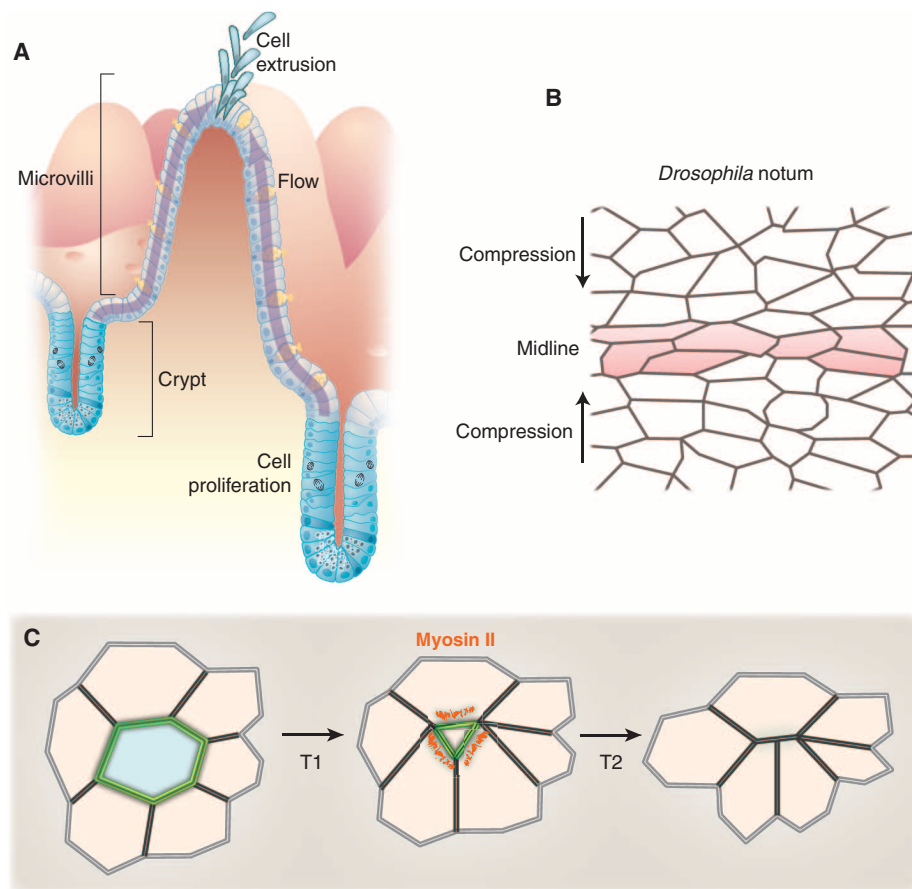 A
Cell
extrusion
Microvilli
Flow
Crypt
Cell
proliferation
B
Drosophila notum
Compression
Midline
Compression
C
Myosin II
T1
T2